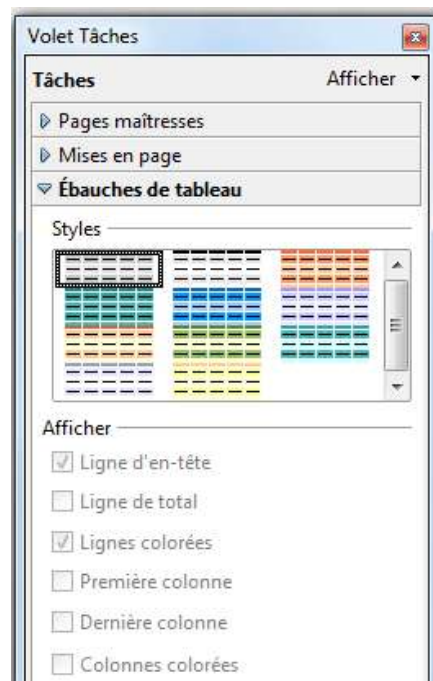 Volet Tâches
Tâches Afficher
Pages maîtresses
Mises en page
Ébauches de tableau
Styles
Afficher
Ligne d'en-tête
Ligne de total
Lignes colorées
Première colonne
Dernière colonne
Colonnes colorées